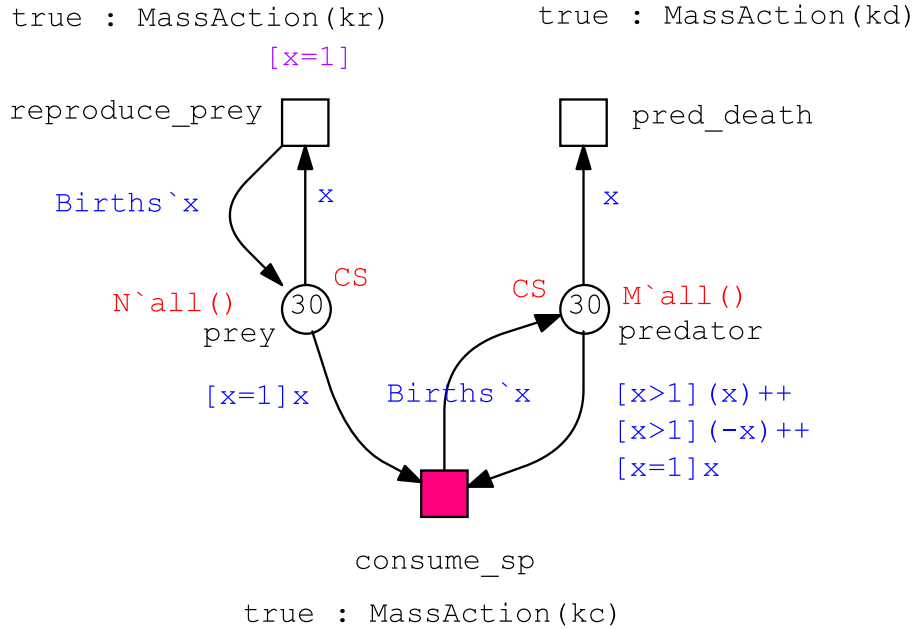 true : MassAction(kr)
true : MassAction(kd)
[x=1]
reproduce_prey
pred_death
Births`x
x
x
CS
CS
N`all()
30
30
M`all()
prey
predator
[x=1]x
Births`x
[x>1](x)++
[x>1](-x)++
[x=1]x
consume_sp
true : MassAction(kc)